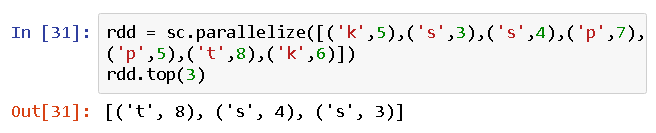 In [31]: rdd = sc.parallelize([('k',5),('s',3),('s',4),('p',7),
('p',5),('t',8),('k',6)])
rdd.top(3)
Out[31]: [('t', 8), ('s', 4), ('s', 3)]